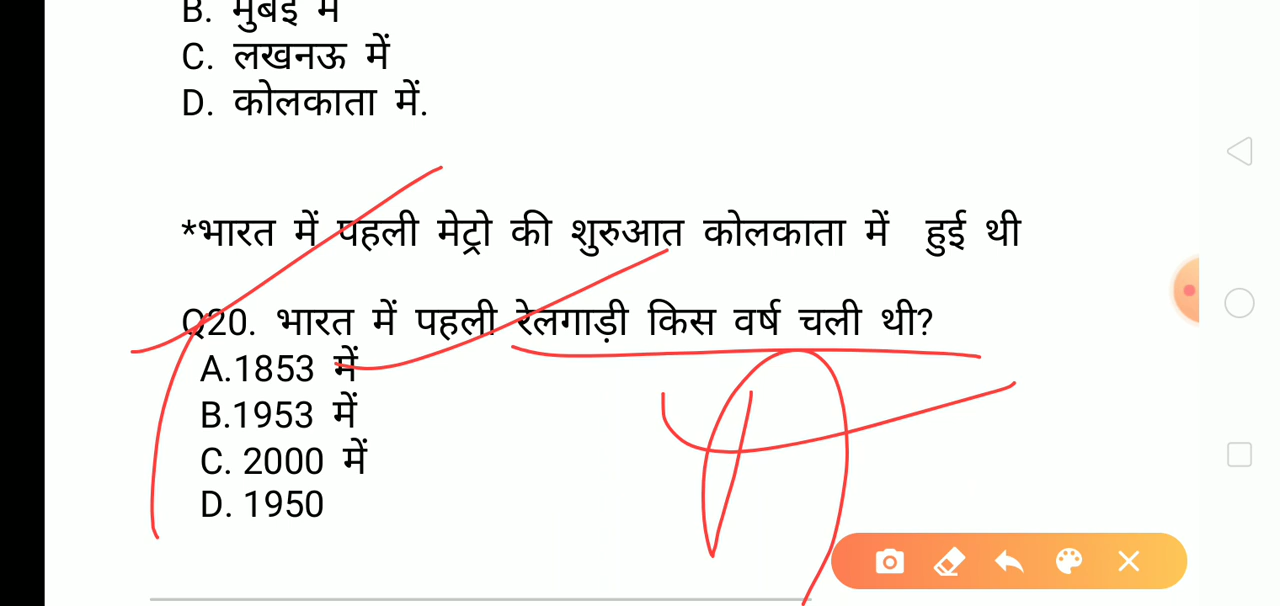 B. मुंबई में
C. लखनऊ में
D. कोलकाता में.
*भारत में पहली मेट्रो की शुरुआत कोलकाता में हुई थी
Q20. भारत में पहली रेलगाड़ी किस वर्ष चली थी?
A.1853 में
B.1953 में
C. 2000 में
D. 1950